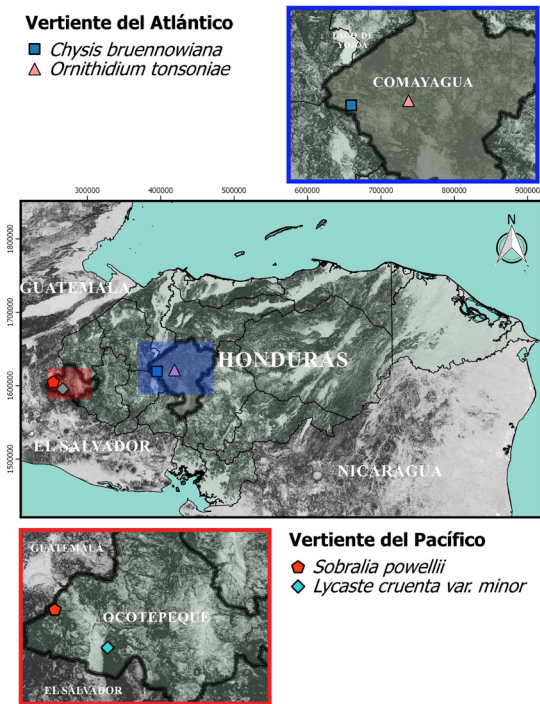 Vertiente del Atlántico
Chysis bruennowiana
Ornithidium tonsoniae
LAGO DE
YOJOA
COMAYAGUA
300000 400000 500000 600000 700000 800000 900000
1800000
1700000
1600000
1500000
N
GUATEMALA
HONDURAS
EL SALVADOR
NICARAGUA
GUATEMALA
OCOTEPEQUE
EL SALVADOR
Vertiente del Pacífico
Sobralia powellii
Lycaste cruenta var. minor